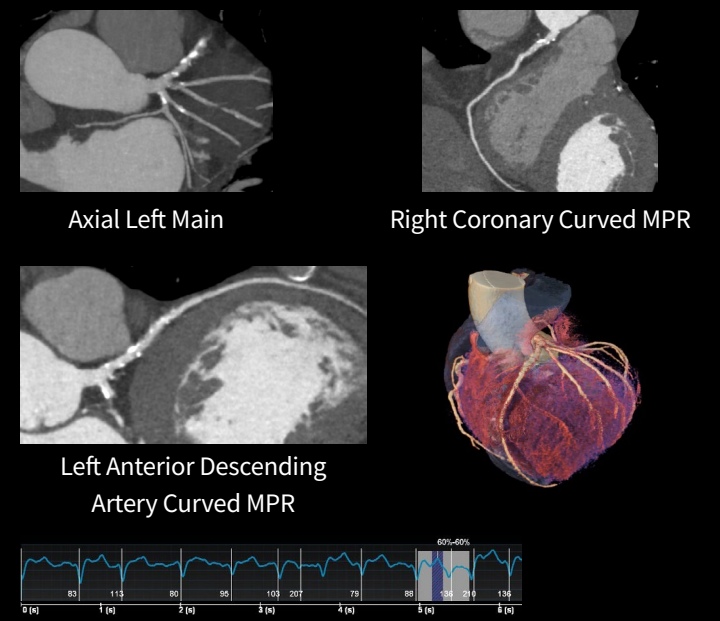 Axial Left Main
Right Coronary Curved MPR
Left Anterior Descending
Artery Curved MPR
60%-60%
83 113 80 95 103 207 79 88 136 210 136
0 (s) 1 (s) 2 (s) 3 (s) 4 (s) 5 (s) 6 (s)